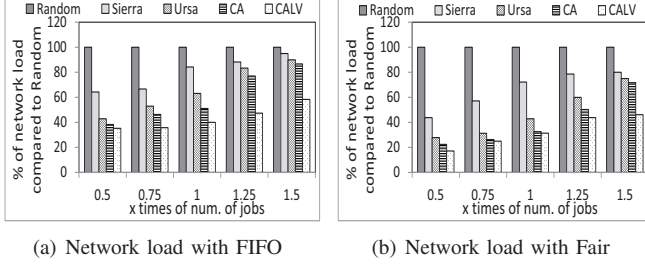 Random Sierra Ursa CA CALV
% of network load
compared to Random
120
100
80
60
40
20
0
0.5 0.75 1 1.25 1.5
x times of num. of jobs
(a) Network load with FIFO
Random Sierra Ursa CA CALV
% of network load
compared to Random
120
100
80
60
40
20
0
0.5 0.75 1 1.25 1.5
x times of num. of jobs
(b) Network load with Fair